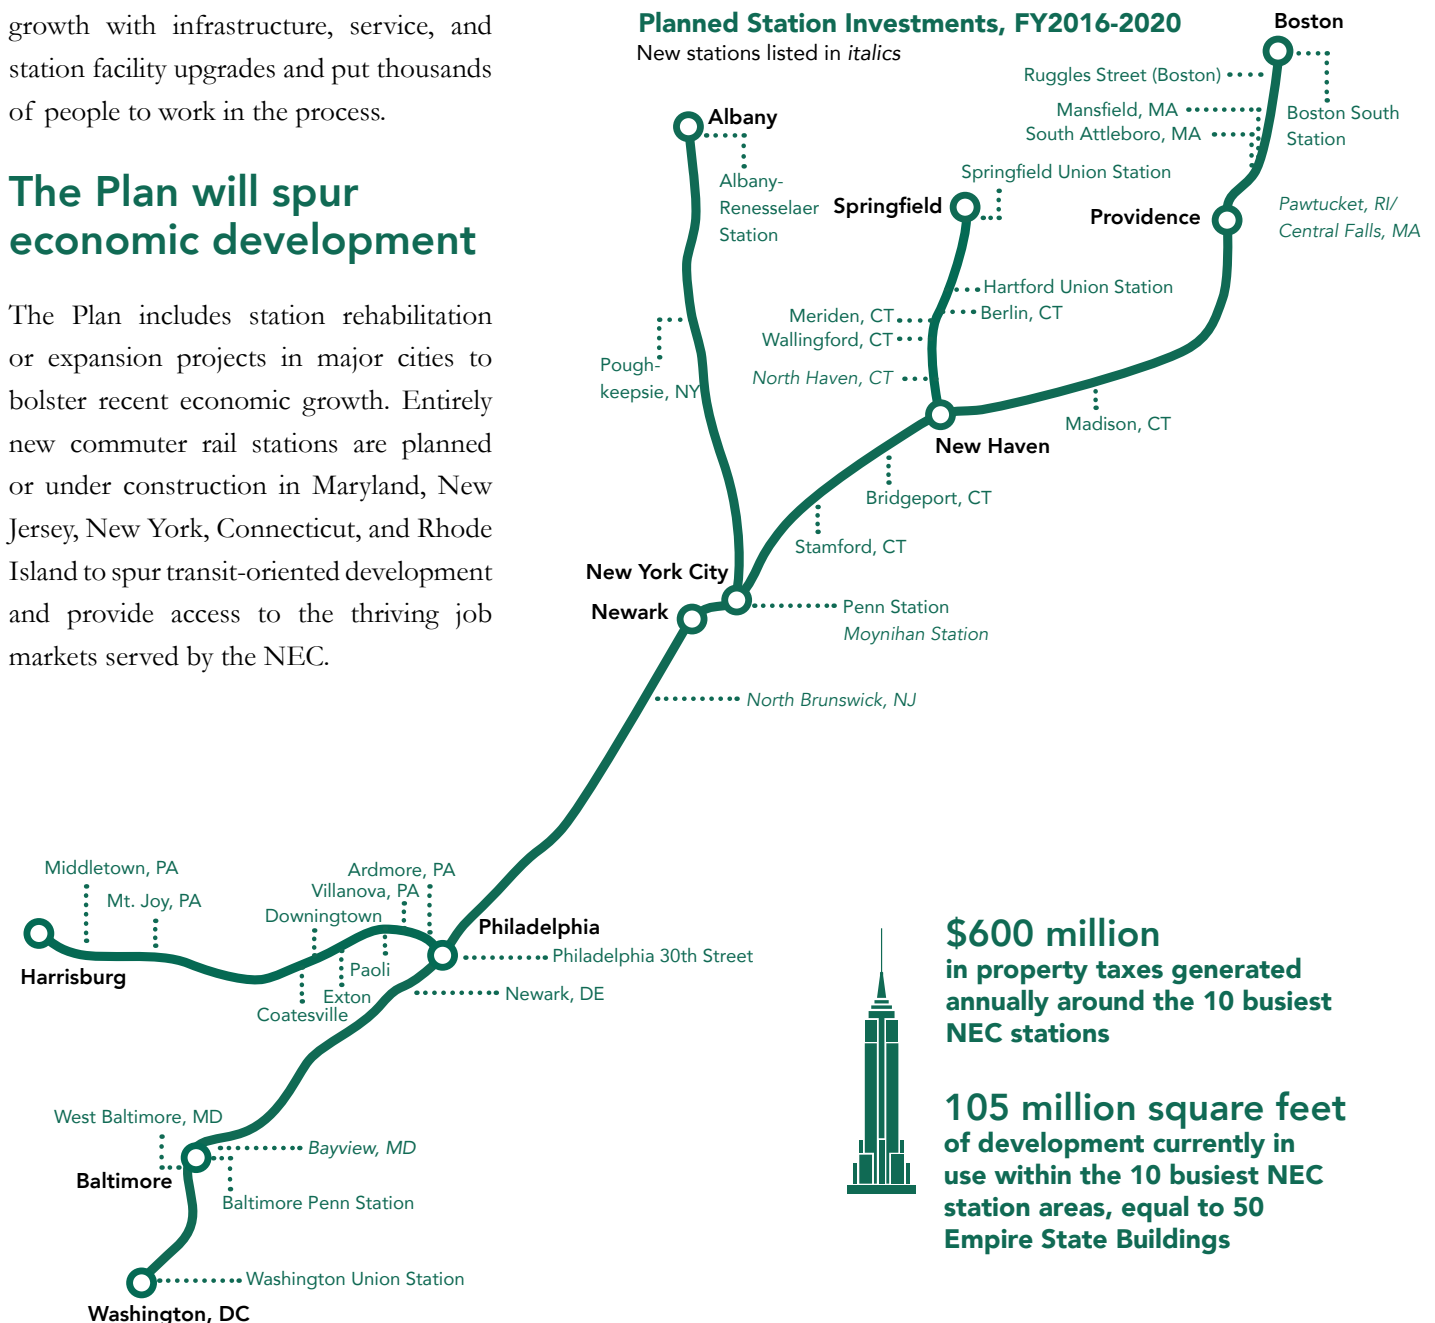 growth with infrastructure, service, and
station facility upgrades and put thousands
of people to work in the process.
The Plan will spur
economic development
The Plan includes station rehabilitation
or expansion projects in major cities to
bolster recent economic growth. Entirely
new commuter rail stations are planned
or under construction in Maryland, New
Jersey, New York, Connecticut, and Rhode
Island to spur transit-oriented development
and provide access to the thriving job
markets served by the NEC.
Planned Station Investments, FY2016-2020
New stations listed in italics
Boston
Ruggles Street (Boston)
Mansfield, MA
South Attleboro, MA
Boston South
Station
Albany
Albany-
Renesselaer
Station
Springfield Union Station
Springfield
Providence
Pawtucket, RI/
Central Falls, MA
Hartford Union Station
Berlin, CT
Meriden, CT
Wallingford, CT
North Haven, CT
Pough-
keepsie, NY
Madison, CT
New Haven
Bridgeport, CT
Stamford, CT
New York City
Newark
Penn Station
Moynihan Station
North Brunswick, NJ
Middletown, PA
Mt. Joy, PA
Ardmore, PA
Villanova, PA
Downingtown
Philadelphia
Philadelphia 30th Street
Harrisburg
Paoli
Exton
Coatesville
Newark, DE
West Baltimore, MD
Bayview, MD
Baltimore
Baltimore Penn Station
Washington Union Station
Washington, DC
$600 million
in property taxes generated
annually around the 10 busiest
NEC stations
105 million square feet
of development currently in
use within the 10 busiest NEC
station areas, equal to 50
Empire State Buildings